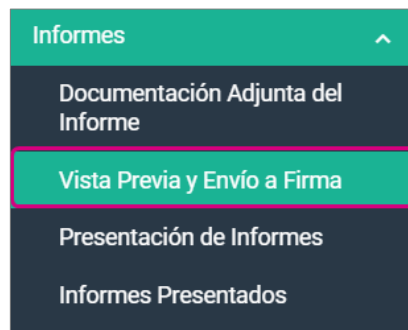 Informes
Documentación Adjunta del
Informe
Vista Previa y Envío a Firma
Presentación de Informes
Informes Presentados